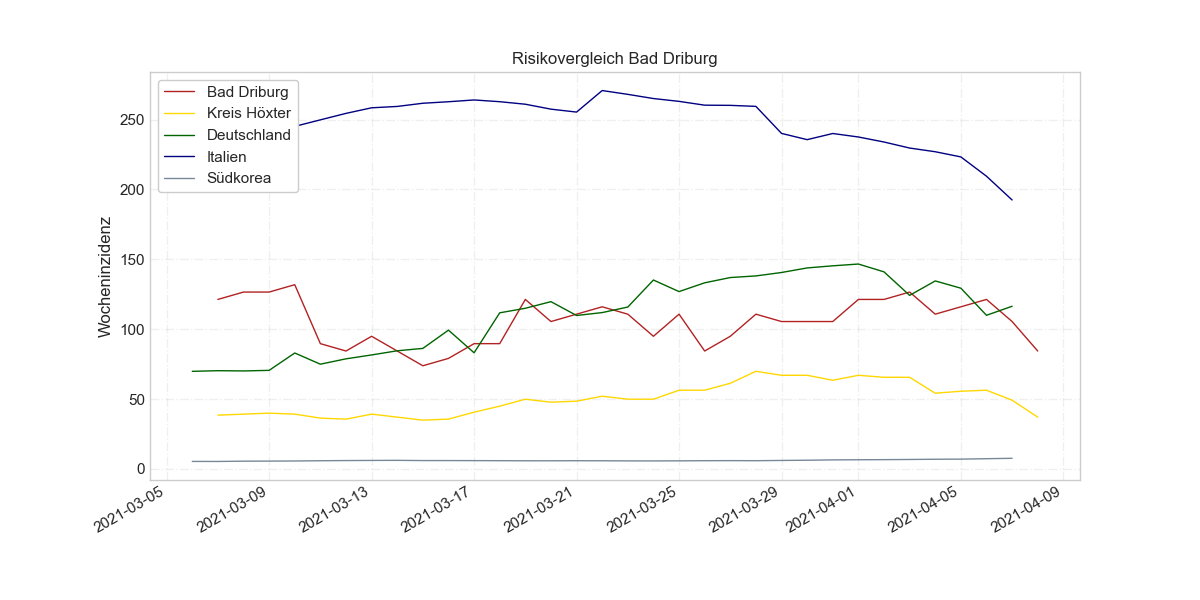 Risikovergleich Bad Driburg
Bad Driburg
Kreis Höxter
Deutschland
Italien
Südkorea
Wocheninzidenz
250
200
150
100
50
0
2021-03-05
2021-03-09
2021-03-13
2021-03-17
2021-03-21
2021-03-25
2021-03-29
2021-04-01
2021-04-05
2021-04-09